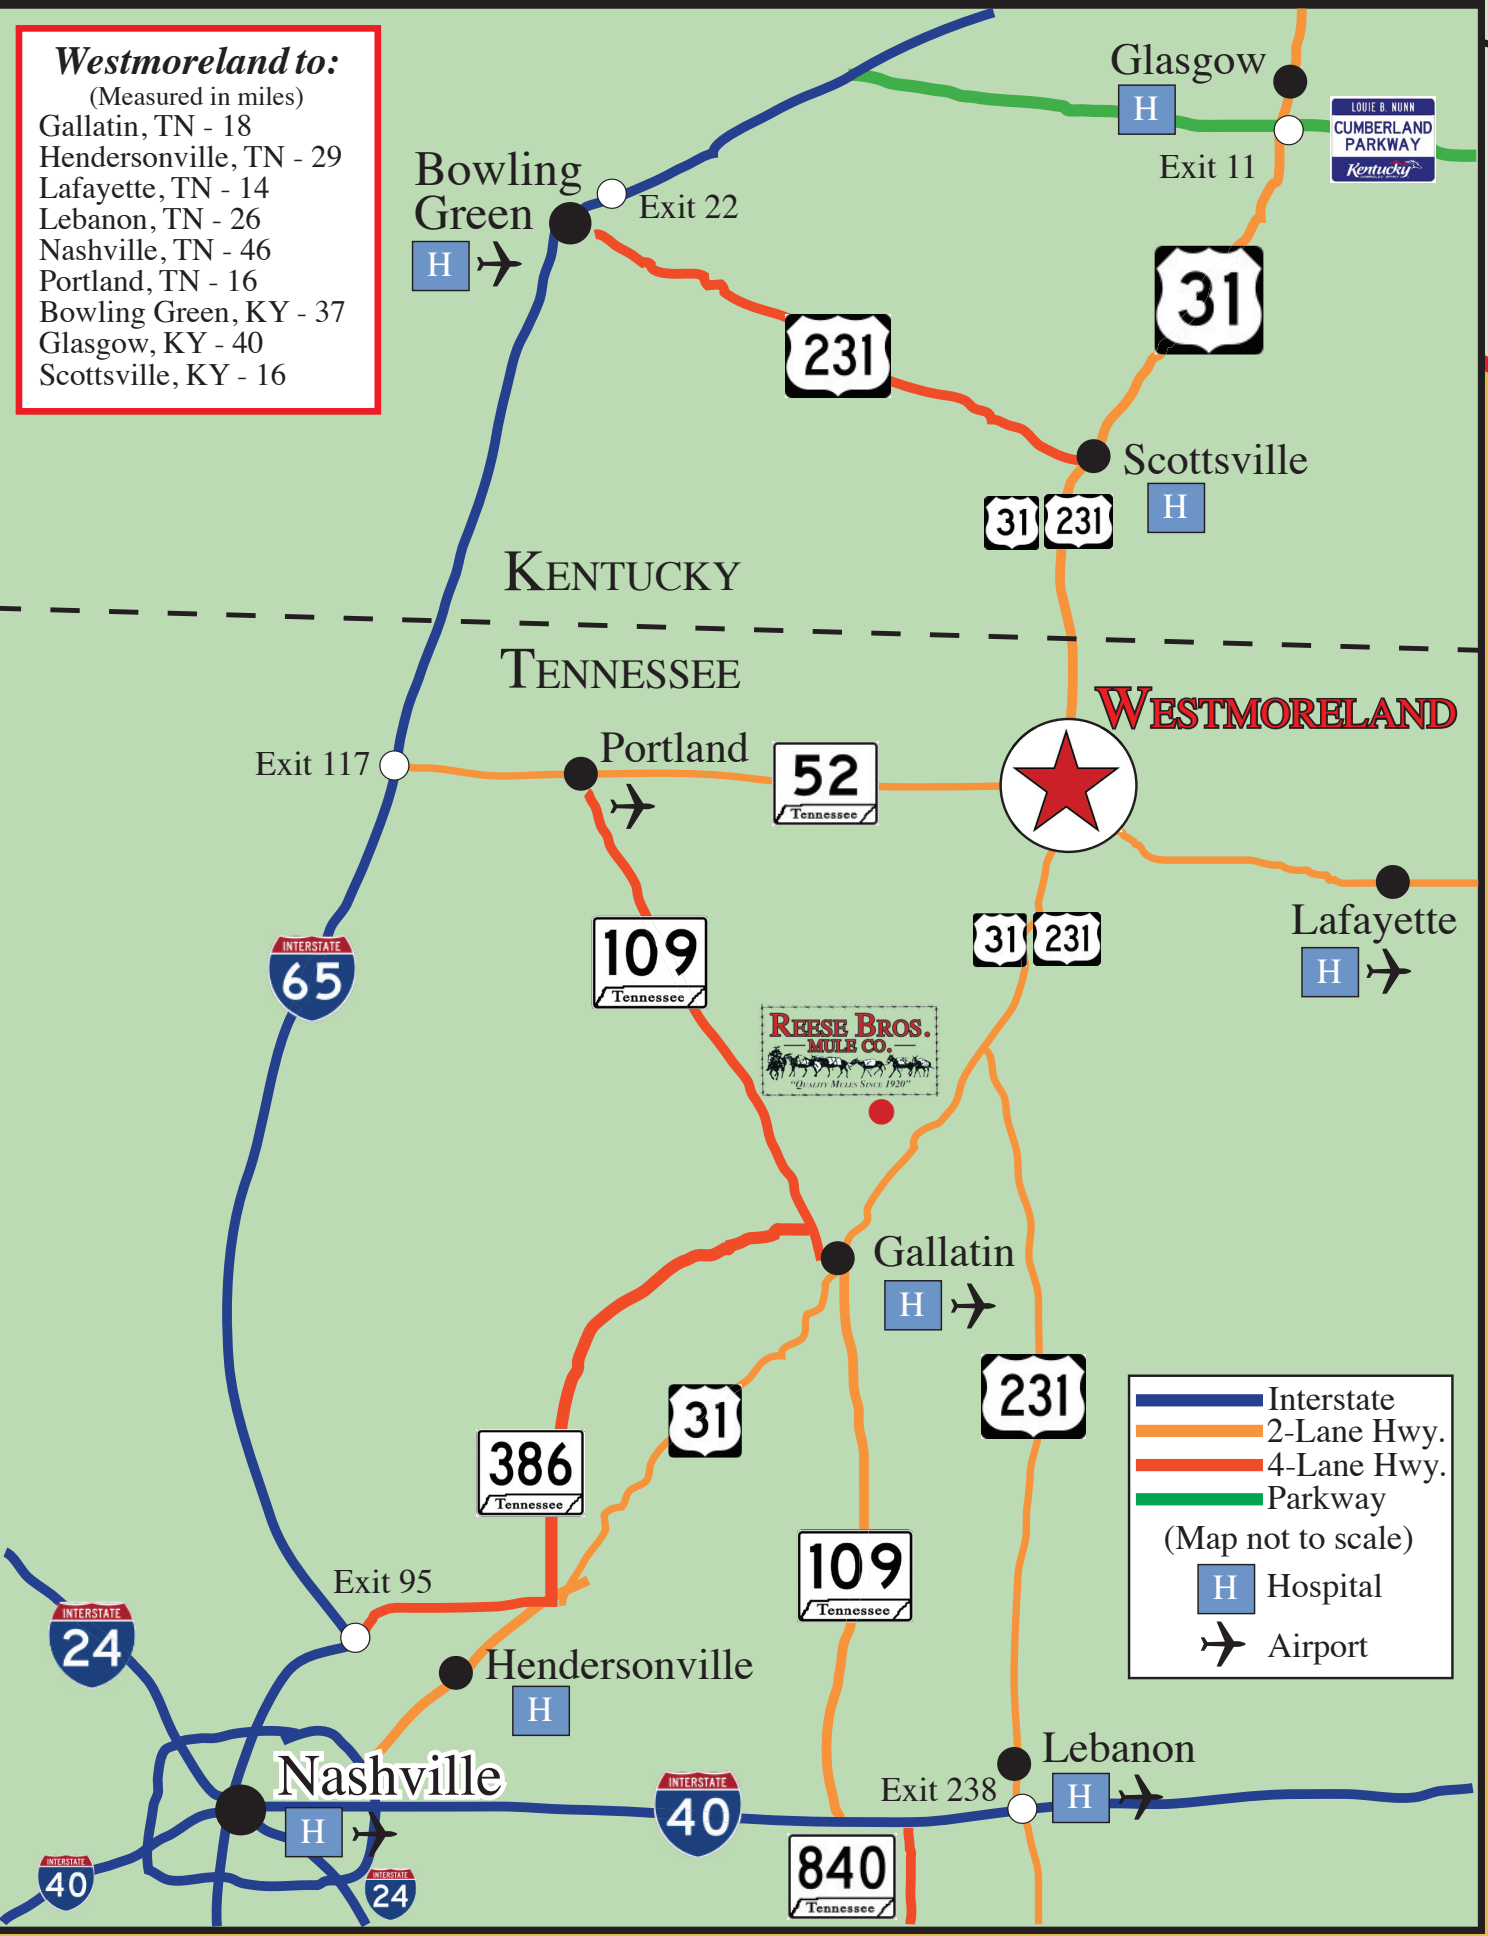 Westmoreland to:
(Measured in miles)
Gallatin, TN - 18
Hendersonville, TN - 29
Lafayette, TN - 14
Lebanon, TN - 26
Nashville, TN - 46
Portland, TN - 16
Bowling Green, KY - 37
Glasgow, KY - 40
Scottsville, KY - 16
Glasgow
H
LOUIE B. NUNN
CUMBERLAND
PARKWAY
Kentucky
Exit 11
Bowling
Green
Exit 22
H
31
231
Scottsville
H
31 231
KENTUCKY
TENNESSEE
WESTMORELAND
Exit 117
Portland
52
Tennessee
Lafayette
H
31 231
109
Tennessee
INTERSTATE
65
REESE BROS.
MULE CO.
"QUALITY MULES SINCE 1920"
Gallatin
H
231
31
386
Tennessee
Interstate
2-Lane Hwy.
4-Lane Hwy.
Parkway
(Map not to scale)
H Hospital
Airport
109
Tennessee
Exit 95
INTERSTATE
24
Hendersonville
H
Nashville
H
Lebanon
Exit 238
H
INTERSTATE
40
840
Tennessee
INTERSTATE
40
INTERSTATE
24